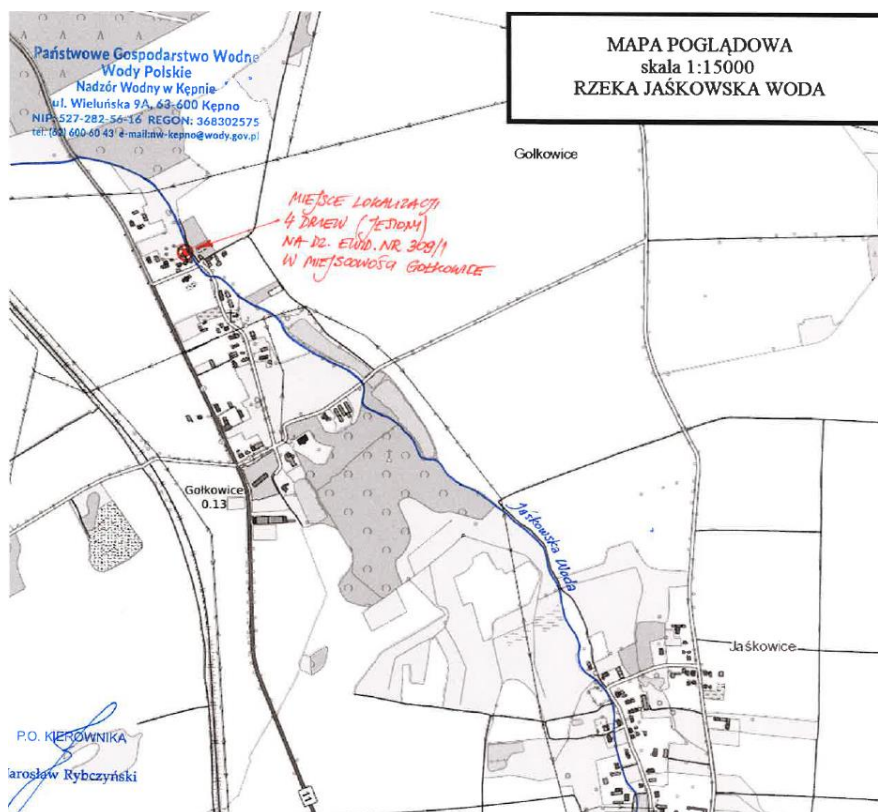 Państwowe Gospodarstwo Wodne
Wody Polskie
Nadzór Wodny w Kępnie
ul. Wieluńska 9A, 63-600 Kępno
NIP: 527-282-56-16 REGON: 368302575
tel. (62) 600 60 43 e-mail:nw-kepno@wody.gov.pl
MAPA POGLĄDOWA
skala 1:15000
RZEKA JAŚKOWSKA WODA
Gołkowice
MIEJSCE LOKALIZACJI
4 DRZEW (JESIONY)
NA DZ. EWID. NR 309/1
W MIEJSCOWOŚCI GOŁKOWICE
Gołkowice
0.13
Jaśkowska Woda
Jaśkowice
P.O. KIEROWNIKA
Jarosław Rybczyński
11